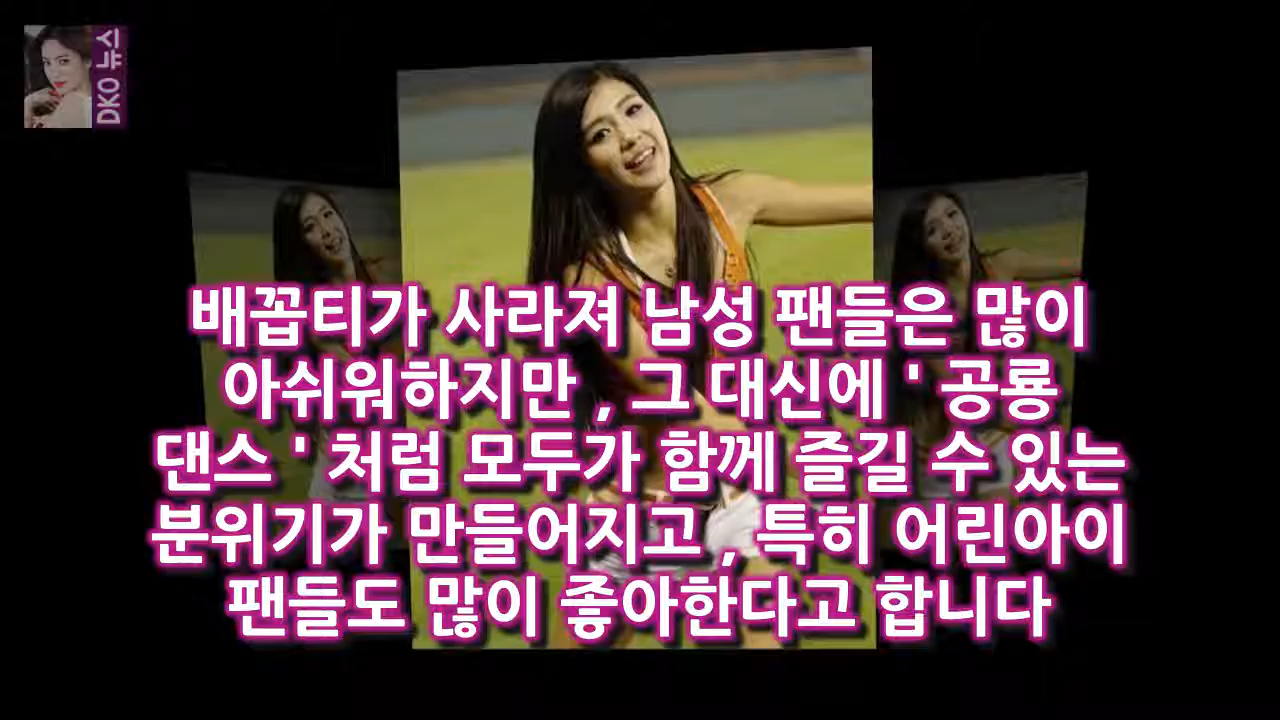 DKO 뉴스
배꼽티가 사라져 남성 팬들은 많이
아쉬워하지만 , 그 대신에 ' 공룡
댄스 ' 처럼 모두가 함께 즐길 수 있는
분위기가 만들어지고 , 특히 어린아이
팬들도 많이 좋아한다고 합니다